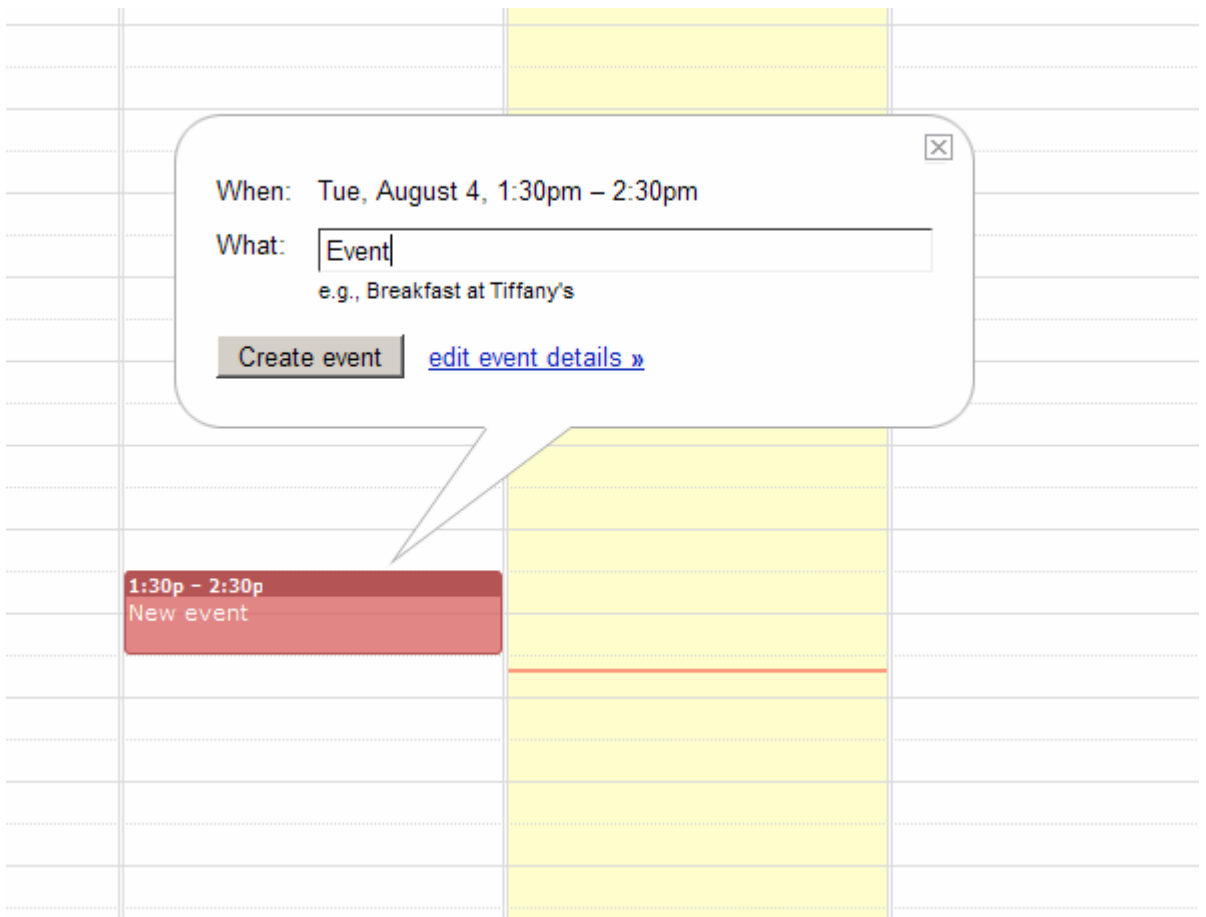 When: Tue, August 4, 1:30pm – 2:30pm
What: Event
e.g., Breakfast at Tiffany's
Create event edit event details »
1:30p – 2:30p
New event